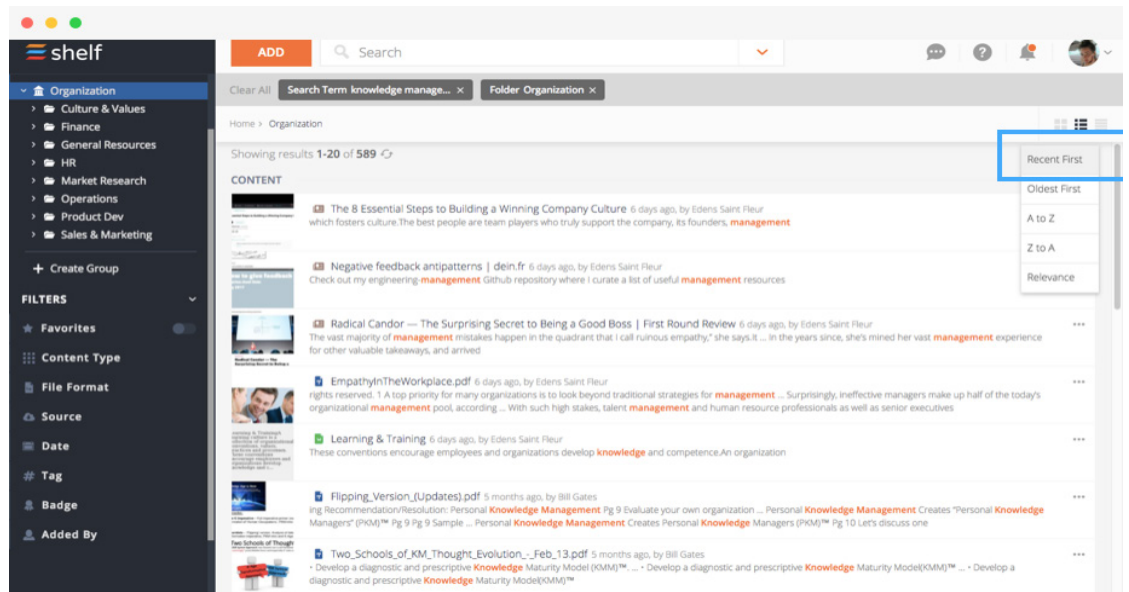 shelf
ADD
Search
Organization
Culture & Values
Finance
General Resources
HR
Market Research
Operations
Product Dev
Sales & Marketing
+ Create Group
FILTERS
Favorites
Content Type
File Format
Source
Date
# Tag
Badge
Added By
Clear All
Search Term knowledge manage... ×
Folder Organization ×
Home > Organization
Showing results 1-20 of 589
Recent First
Oldest First
A to Z
Z to A
Relevance
CONTENT
The 8 Essential Steps to Building a Winning Company Culture 6 days ago, by Edens Saint Fleur
which fosters culture.The best people are team players who truly support the company, its founders, management
Negative feedback antipatterns | dein.fr 6 days ago, by Edens Saint Fleur
Check out my engineering-management Github repository where I curate a list of useful management resources
Radical Candor — The Surprising Secret to Being a Good Boss | First Round Review 6 days ago, by Edens Saint Fleur
The vast majority of management mistakes happen in the quadrant that I call ruinous empathy," she says.it ... in the years since, she's mined her vast management experience
for other valuable takeaways, and arrived
EmpathyInTheWorkplace.pdf 6 days ago, by Edens Saint Fleur
rights reserved. 1 A top priority for many organizations is to look beyond traditional strategies for management ... Surprisingly, ineffective managers make up half of the today's
organizational management pool, according ... With such high stakes, talent management and human resource professionals as well as senior executives
Learning & Training 6 days ago, by Edens Saint Fleur
These conventions encourage employees and organizations develop knowledge and competence.An organization
Flipping_Version_(Updates).pdf 5 months ago, by Bill Gates
ing Recommendation/Resolution: Personal Knowledge Management Pg 9 Evaluate your own organization ... Personal Knowledge Management Creates "Personal Knowledge
Managers" (PKM)™ Pg 9 Pg 9 Sample ... Personal Knowledge Management Creates Personal Knowledge Managers (PKM)™ Pg 10 Let's discuss one
Two_Schools_of_KM_Thought_Evolution_-_Feb_13.pdf 5 months ago, by Bill Gates
• Develop a diagnostic and prescriptive Knowledge Maturity Model (KMM)™. ... • Develop a diagnostic and prescriptive Knowledge Maturity Model(KMM)™ ... • Develop a
diagnostic and prescriptive Knowledge Maturity Model(KMM)™